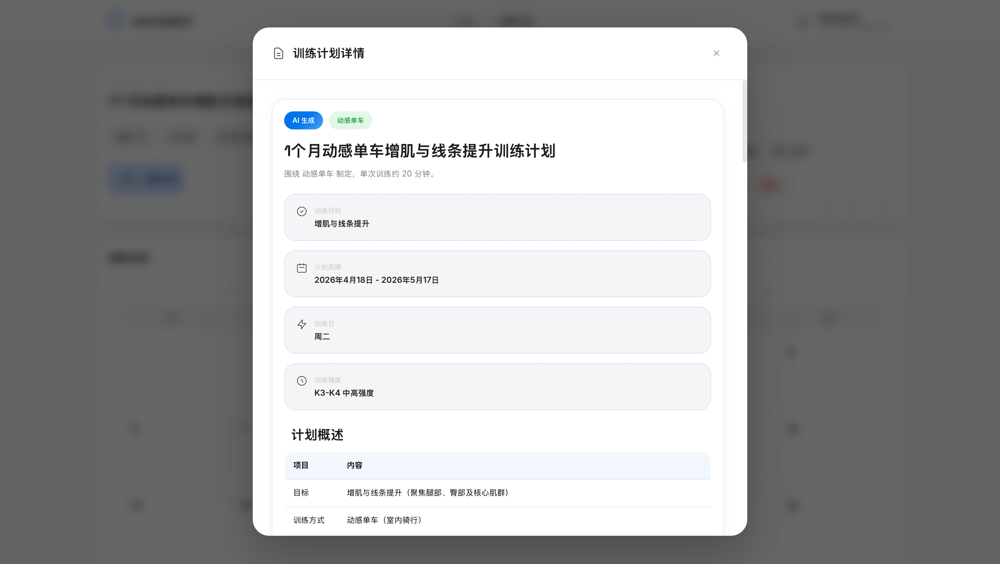 训练计划详情
AI 生成
动感单车
1个月动感单车增肌与线条提升训练计划
围绕 动感单车 制定，单次训练约 20 分钟。
训练目标
增肌与线条提升
计划周期
2026年4月18日 - 2026年5月17日
训练日
周二
训练强度
K3-K4 中高强度
计划概述
项目 内容
目标 增肌与线条提升（聚焦腿部、臀部及核心肌群）
训练方式 动感单车（室内骑行）